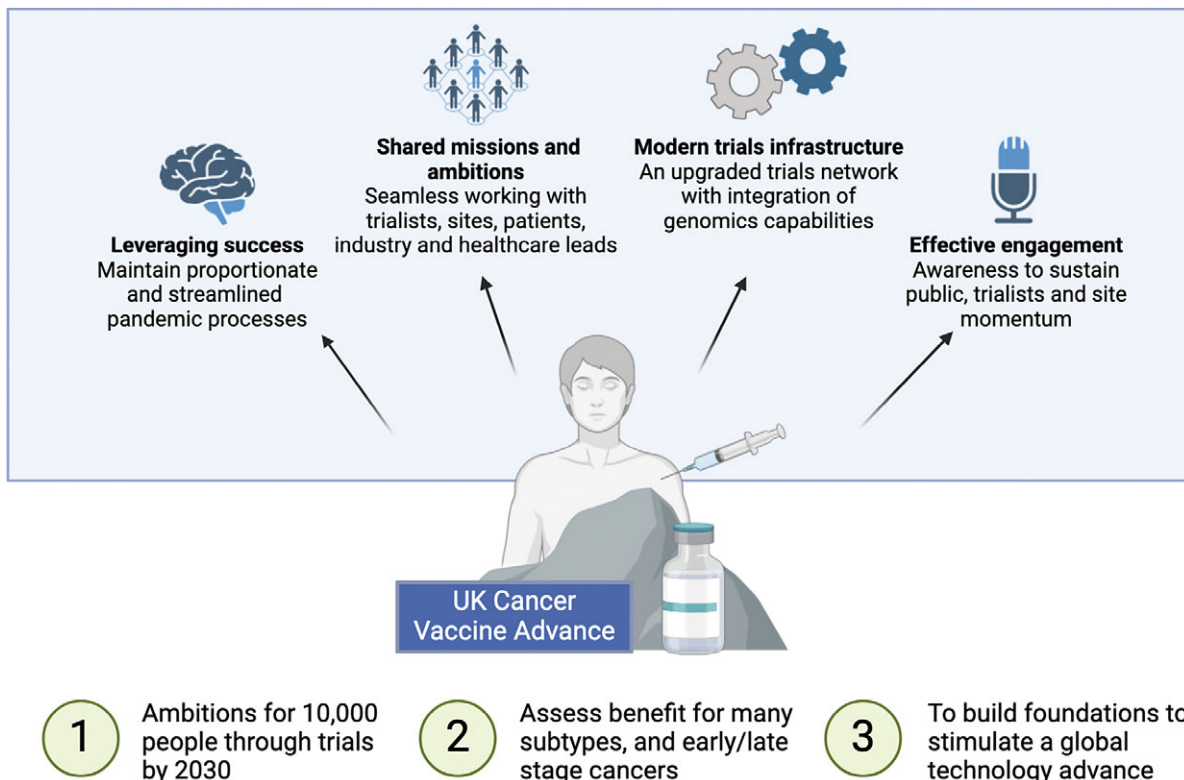 Shared missions and
ambitions
Seamless working with
trialists, sites, patients,
industry and healthcare leads
Modern trials infrastructure
An upgraded trials network
with integration of
genomics capabilities
Leveraging success
Maintain proportionate
and streamlined
pandemic processes
Effective engagement
Awareness to sustain
public, trialists and site
momentum
UK Cancer
Vaccine Advance
1
Ambitions for 10,000
people through trials
by 2030
2
Assess benefit for many
subtypes, and early/late
stage cancers
3
To build foundations to
stimulate a global
technology advance